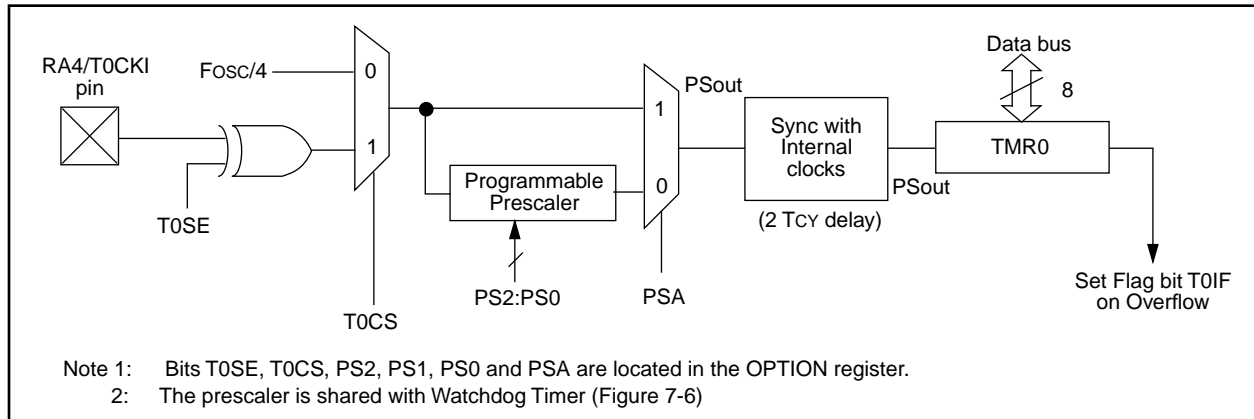 Data bus
8
RA4/T0CKI
pin
FOSC/4
0
1
T0SE
T0CS
Programmable
Prescaler
PS2:PS0
1
0
PSA
PSout
Sync with
Internal
clocks
(2 TCY delay)
PSout
TMR0
Set Flag bit T0IF
on Overflow
Note 1: Bits T0SE, T0CS, PS2, PS1, PS0 and PSA are located in the OPTION register.
2: The prescaler is shared with Watchdog Timer (Figure 7-6)